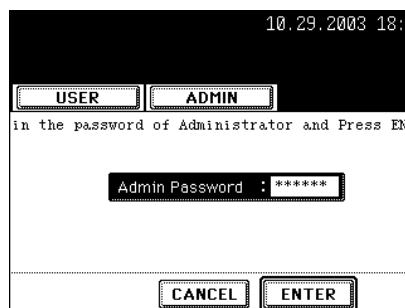 10.29.2003 18:
USER ADMIN
in the password of Administrator and Press EN
Admin Password : ******
CANCEL ENTER